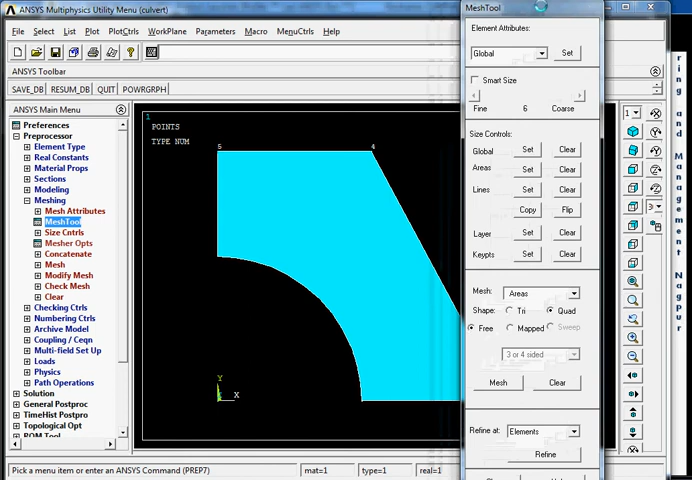 ANSYS Multiphysics Utility Menu (culvert)
File Select List Plot PlotCtrls WorkPlane Parameters Macro MenuCtrls Help
ANSYS Toolbar
SAVE_DB RESUM_DB QUIT POWRGRPH
ANSYS Main Menu
Preferences
Preprocessor
Element Type
Real Constants
Material Props
Sections
Modeling
Meshing
Mesh Attributes
MeshTool
Size Cntrls
Mesher Opts
Concatenate
Mesh
Modify Mesh
Check Mesh
Clear
Checking Ctrls
Numbering Ctrls
Archive Model
Coupling / Ceqn
Multi-field Set Up
Loads
Physics
Path Operations
Solution
General Postproc
TimeHist Postpro
Topological Opt
ROM Tool
1
POINTS
TYPE NUM
5 4
Y
X
MeshTool
Element Attributes:
Global Set
Smart Size
Fine 6 Coarse
Size Controls:
Global Set Clear
Areas Set Clear
Lines Set Clear
Copy Flip
Layer Set Clear
Keypts Set Clear
Mesh: Areas
Shape: Tri Quad
Free Mapped Sweep
3 or 4 sided
Mesh Clear
Refine at: Elements
Refine
1
3
ring and Management Nagpur
Pick a menu item or enter an ANSYS Command (PREP7) mat=1 type=1 real=1